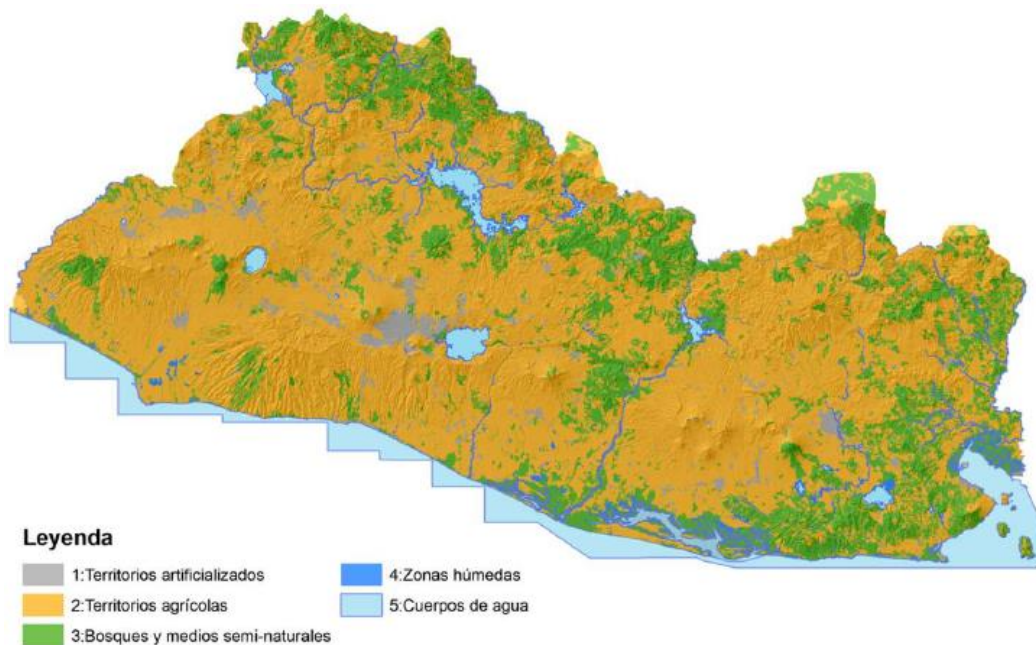 Leyenda
1:Territorios artificializados
2:Territorios agrícolas
3:Bosques y medios semi-naturales
4:Zonas húmedas
5:Cuerpos de agua